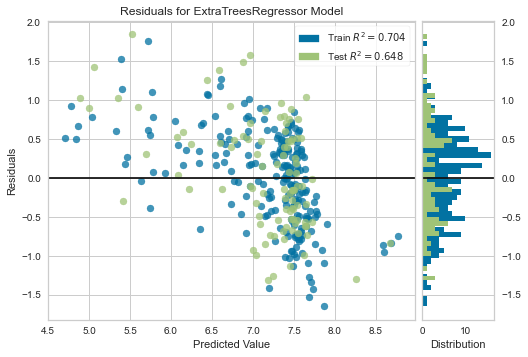 Residuals for ExtraTreesRegressor Model
Train R² = 0.704
Test R² = 0.648
2.0
1.5
1.0
0.5
0.0
−0.5
−1.0
−1.5
Residuals
4.5 5.0 5.5 6.0 6.5 7.0 7.5 8.0 8.5
Predicted Value
2.0
1.5
1.0
0.5
0.0
−0.5
−1.0
−1.5
0 10
Distribution